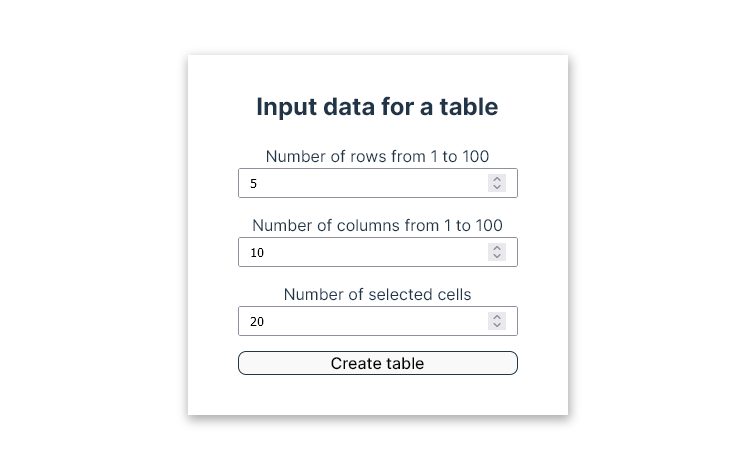 Input data for a table
Number of rows from 1 to 100
5
Number of columns from 1 to 100
10
Number of selected cells
20
Create table